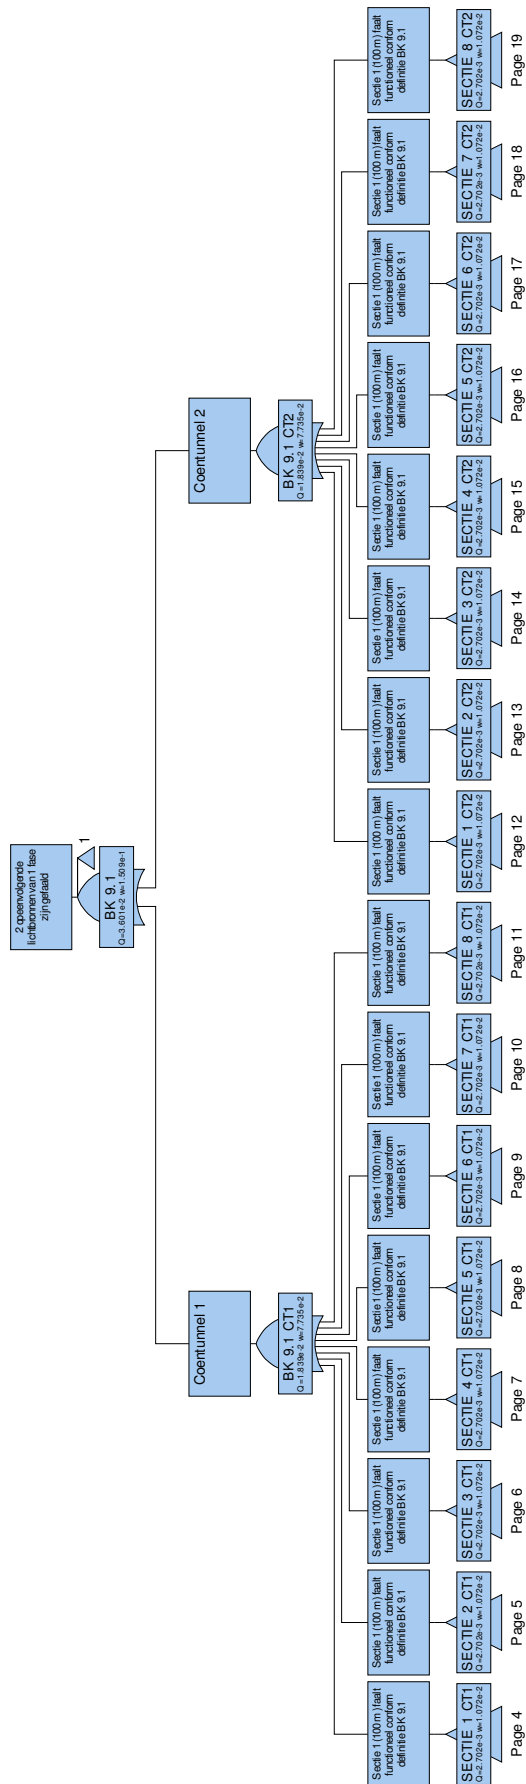 2 opeenvolgende
lichtbronnen van 1 fase
zijn gefaald
BK 9.1
Q=3.601e-2 w=1.509e-1
1
Coentunnel 1
BK 9.1 CT1
Q=1.839e-2 w=7.735e-2
Coentunnel 2
BK 9.1 CT2
Q=1.839e-2 w=7.735e-2
Sectie 1 (100 m) faalt
functioneel conform
definitie BK 9.1
SECTIE 1 CT1
Q=2.702e-3 w=1.072e-2
Page 4
Sectie 1 (100 m) faalt
functioneel conform
definitie BK 9.1
SECTIE 2 CT1
Q=2.702e-3 w=1.072e-2
Page 5
Sectie 1 (100 m) faalt
functioneel conform
definitie BK 9.1
SECTIE 3 CT1
Q=2.702e-3 w=1.072e-2
Page 6
Sectie 1 (100 m) faalt
functioneel conform
definitie BK 9.1
SECTIE 4 CT1
Q=2.702e-3 w=1.072e-2
Page 7
Sectie 1 (100 m) faalt
functioneel conform
definitie BK 9.1
SECTIE 5 CT1
Q=2.702e-3 w=1.072e-2
Page 8
Sectie 1 (100 m) faalt
functioneel conform
definitie BK 9.1
SECTIE 6 CT1
Q=2.702e-3 w=1.072e-2
Page 9
Sectie 1 (100 m) faalt
functioneel conform
definitie BK 9.1
SECTIE 7 CT1
Q=2.702e-3 w=1.072e-2
Page 10
Sectie 1 (100 m) faalt
functioneel conform
definitie BK 9.1
SECTIE 8 CT1
Q=2.702e-3 w=1.072e-2
Page 11
Sectie 1 (100 m) faalt
functioneel conform
definitie BK 9.1
SECTIE 1 CT2
Q=2.702e-3 w=1.072e-2
Page 12
Sectie 1 (100 m) faalt
functioneel conform
definitie BK 9.1
SECTIE 2 CT2
Q=2.702e-3 w=1.072e-2
Page 13
Sectie 1 (100 m) faalt
functioneel conform
definitie BK 9.1
SECTIE 3 CT2
Q=2.702e-3 w=1.072e-2
Page 14
Sectie 1 (100 m) faalt
functioneel conform
definitie BK 9.1
SECTIE 4 CT2
Q=2.702e-3 w=1.072e-2
Page 15
Sectie 1 (100 m) faalt
functioneel conform
definitie BK 9.1
SECTIE 5 CT2
Q=2.702e-3 w=1.072e-2
Page 16
Sectie 1 (100 m) faalt
functioneel conform
definitie BK 9.1
SECTIE 6 CT2
Q=2.702e-3 w=1.072e-2
Page 17
Sectie 1 (100 m) faalt
functioneel conform
definitie BK 9.1
SECTIE 7 CT2
Q=2.702e-3 w=1.072e-2
Page 18
Sectie 1 (100 m) faalt
functioneel conform
definitie BK 9.1
SECTIE 8 CT2
Q=2.702e-3 w=1.072e-2
Page 19